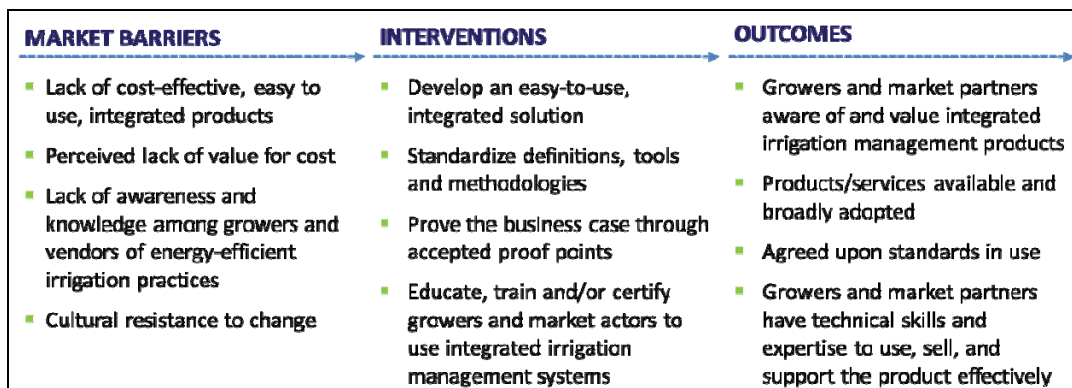 MARKET BARRIERS
▪ Lack of cost-effective, easy to
use, integrated products
▪ Perceived lack of value for cost
▪ Lack of awareness and
knowledge among growers and
vendors of energy-efficient
irrigation practices
▪ Cultural resistance to change
INTERVENTIONS
▪ Develop an easy-to-use,
integrated solution
▪ Standardize definitions, tools
and methodologies
▪ Prove the business case through
accepted proof points
▪ Educate, train and/or certify
growers and market actors to
use integrated irrigation
management systems
OUTCOMES
▪ Growers and market partners
aware of and value integrated
irrigation management products
▪ Products/services available and
broadly adopted
▪ Agreed upon standards in use
▪ Growers and market partners
have technical skills and
expertise to use, sell, and
support the product effectively